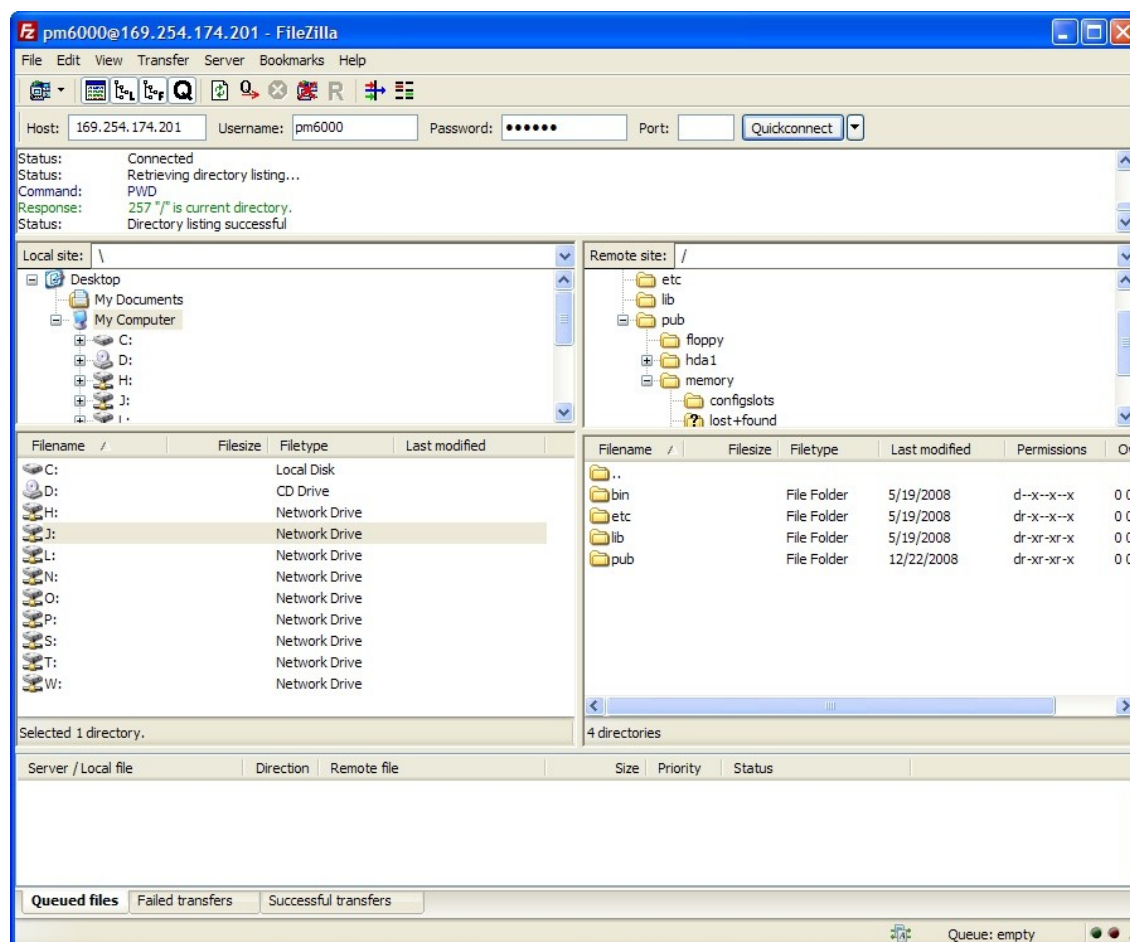 pm6000@169.254.174.201 - FileZilla
File Edit View Transfer Server Bookmarks Help
Host: 169.254.174.201 Username: pm6000 Password: •••••• Port: Quickconnect
Status: Connected
Status: Retrieving directory listing...
Command: PWD
Response: 257 "/" is current directory.
Status: Directory listing successful
Local site: \
Desktop
My Documents
My Computer
C:
D:
H:
J:
Remote site: /
etc
lib
pub
floppy
hda1
memory
configslots
lost+found
Filename / Filesize Filetype Last modified
C: Local Disk
D: CD Drive
H: Network Drive
J: Network Drive
L: Network Drive
N: Network Drive
O: Network Drive
P: Network Drive
S: Network Drive
T: Network Drive
W: Network Drive
Selected 1 directory.
Filename / Filesize Filetype Last modified Permissions
..
bin File Folder 5/19/2008 d--x--x--x 0
etc File Folder 5/19/2008 dr-x--x--x 0
lib File Folder 5/19/2008 dr-xr-xr-x 0
pub File Folder 12/22/2008 dr-xr-xr-x 0
4 directories
Server / Local file Direction Remote file Size Priority Status
Queued files Failed transfers Successful transfers
Queue: empty